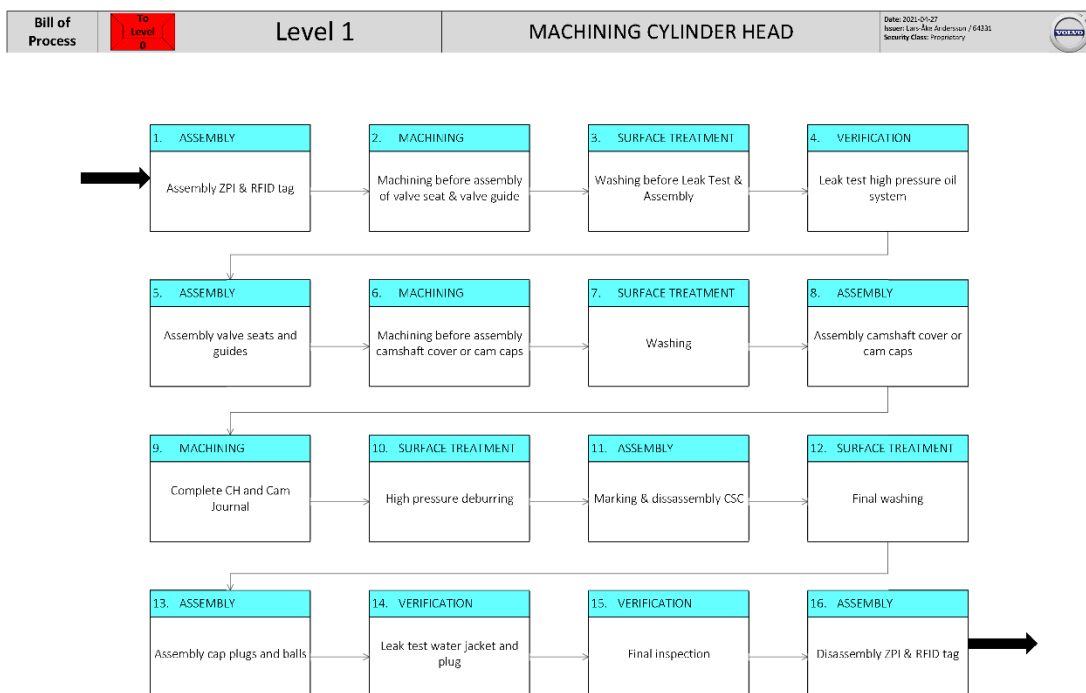 Bill of
Process
To
Level
0
Level 1
MACHINING CYLINDER HEAD
Date: 2021-04-27
Issuer: Lars-Åke Andersson / 64331
Security Class: Proprietary
VOLVO
1. ASSEMBLY
Assembly ZPI & RFID tag
2. MACHINING
Machining before assembly
of valve seat & valve guide
3. SURFACE TREATMENT
Washing before Leak Test &
Assembly
4. VERIFICATION
Leak test high pressure oil
system
5. ASSEMBLY
Assembly valve seats and
guides
6. MACHINING
Machining before assembly
camshaft cover or cam caps
7. SURFACE TREATMENT
Washing
8. ASSEMBLY
Assembly camshaft cover or
cam caps
9. MACHINING
Complete CH and Cam
Journal
10. SURFACE TREATMENT
High pressure deburring
11. ASSEMBLY
Marking & dissassembly CSC
12. SURFACE TREATMENT
Final washing
13. ASSEMBLY
Assembly cap plugs and balls
14. VERIFICATION
Leak test water jacket and
plug
15. VERIFICATION
Final inspection
16. ASSEMBLY
Disassembly ZPI & RFID tag